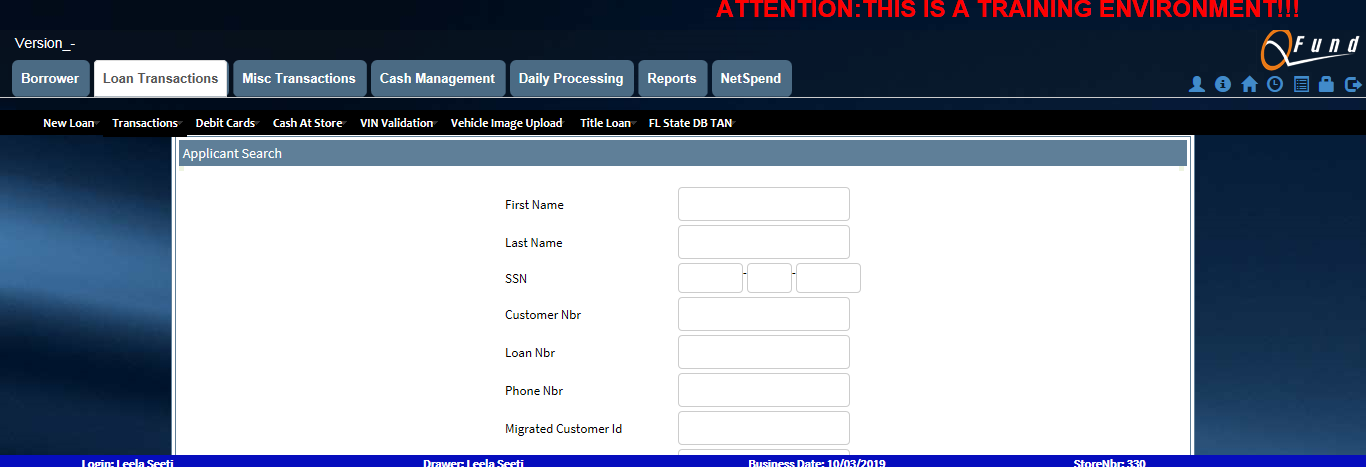 ATTENTION:THIS IS A TRAINING ENVIRONMENT!!!
Version_-
QFund
Borrower Loan Transactions Misc Transactions Cash Management Daily Processing Reports NetSpend
New Loan Transactions Debit Cards Cash At Store VIN Validation Vehicle Image Upload Title Loan FL State DB TAN
Applicant Search
First Name
Last Name
SSN - -
Customer Nbr
Loan Nbr
Phone Nbr
Migrated Customer Id
Login: Leela Seeti Drawer: Leela Seeti Business Date: 10/03/2019 StoreNbr: 330